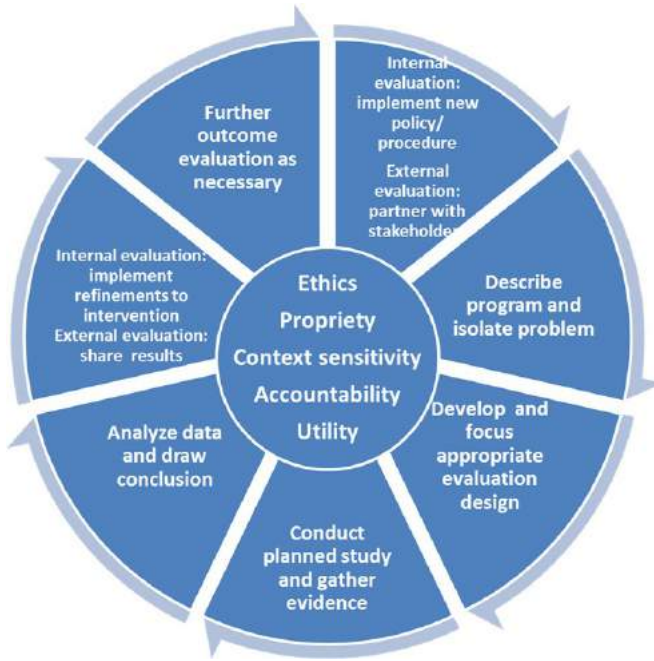 Internal
evaluation:
implement new
policy/
procedure
External
evaluation:
partner with
stakeholder
Describe
program and
isolate problem
Develop and
focus
appropriate
evaluation
design
Conduct
planned study
and gather
evidence
Analyze data
and draw
conclusion
Internal evaluation:
implement
refinements to
intervention
External evaluation:
share results
Further
outcome
evaluation as
necessary
Ethics
Propriety
Context sensitivity
Accountability
Utility